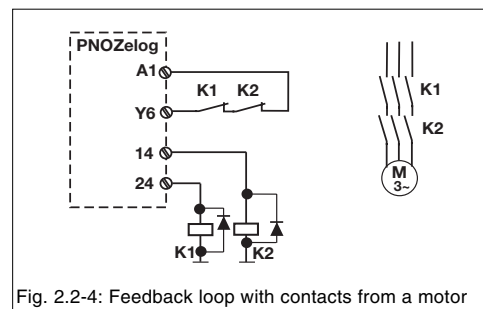 PNOZelog
A1
K1 K2
Y6
14
24
K1
K2
K1
K2
M
3~
Fig. 2.2-4: Feedback loop with contacts from a motor